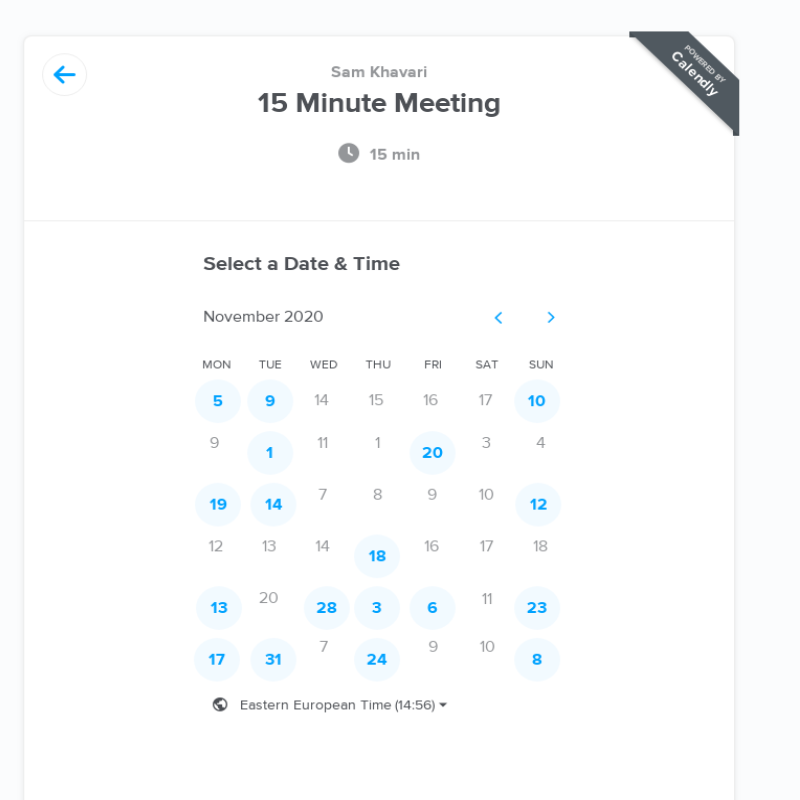 POWERED BY
Calendly
Sam Khavari
15 Minute Meeting
15 min
Select a Date & Time
November 2020
MON TUE WED THU FRI SAT SUN
5 9 14 15 16 17 10
9 1 11 1 20 3 4
19 14 7 8 9 10 12
12 13 14 18 16 17 18
13 20 28 3 6 11 23
17 31 7 24 9 10 8
Eastern European Time (14:56)